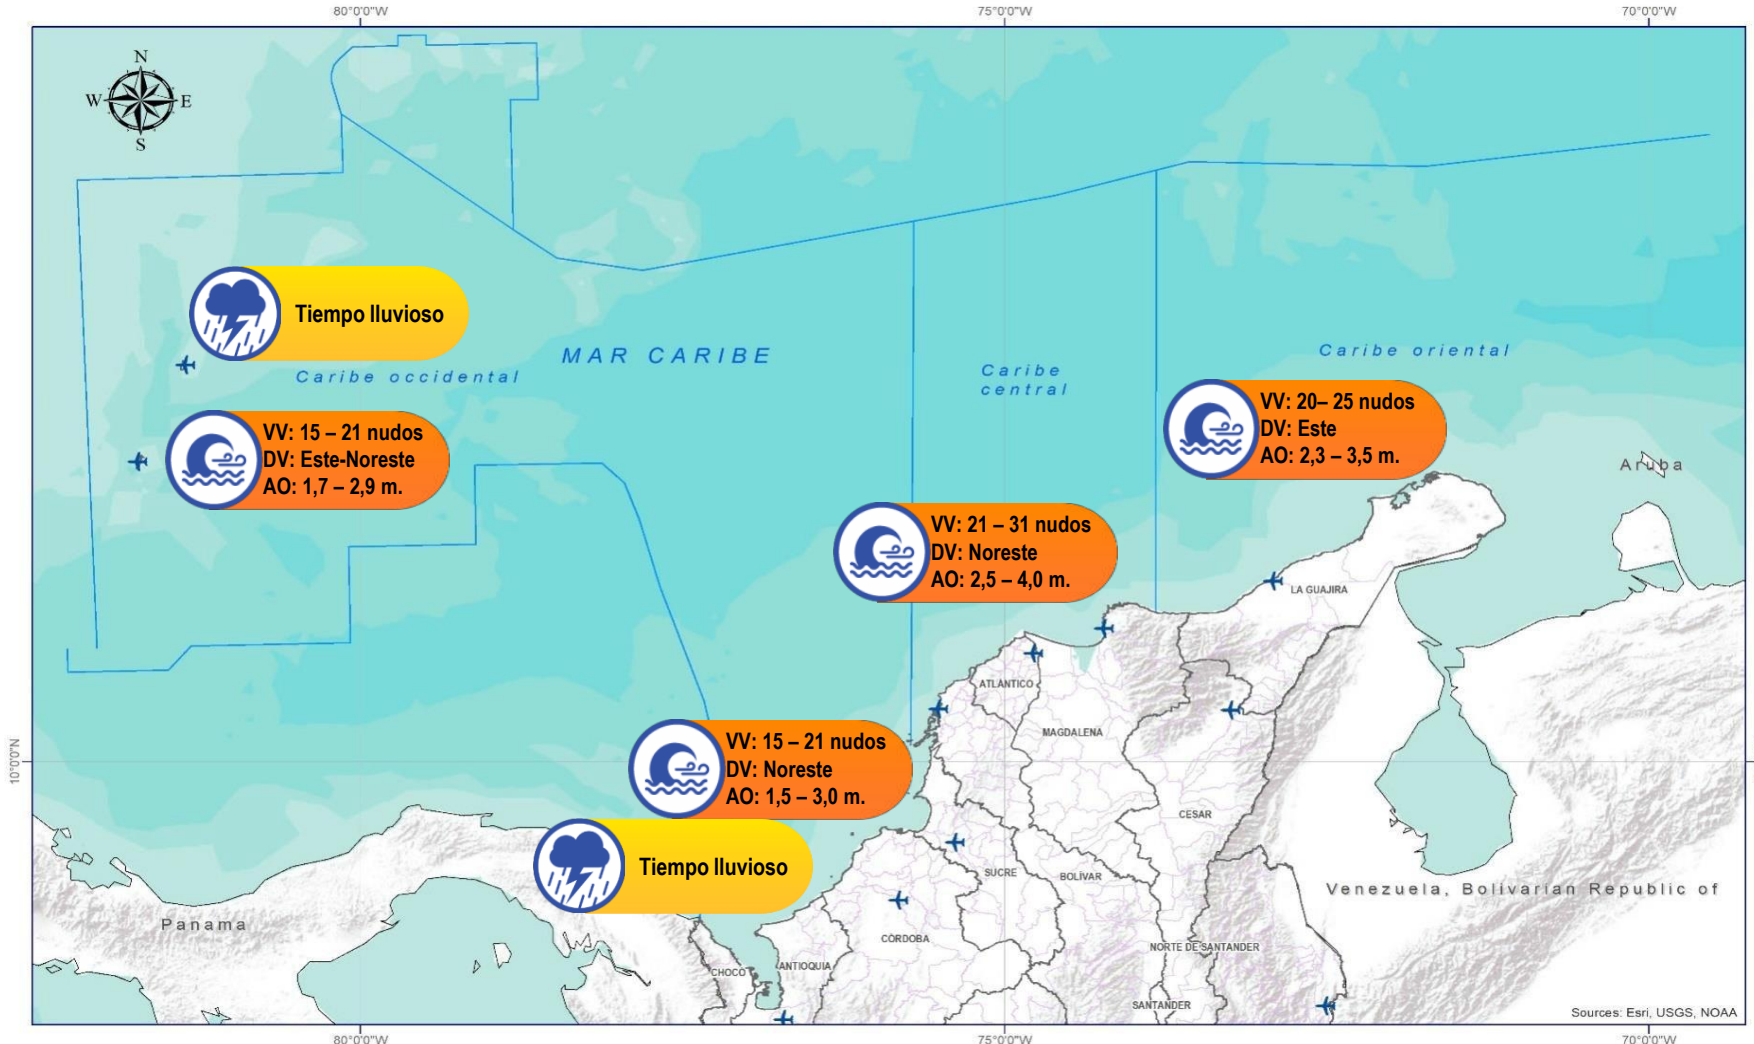 80°0'0"W
75°0'0"W
70°0'0"W
N
W
E
S
Tiempo lluvioso
MAR CARIBE
Caribe occidental
Caribe
central
Caribe oriental
VV: 15 – 21 nudos
DV: Este-Noreste
AO: 1,7 – 2,9 m.
VV: 20– 25 nudos
DV: Este
AO: 2,3 – 3,5 m.
Aruba
VV: 21 – 31 nudos
DV: Noreste
AO: 2,5 – 4,0 m.
LA GUAJIRA
ATLÁNTICO
MAGDALENA
10°0'0"N
VV: 15 – 21 nudos
DV: Noreste
AO: 1,5 – 3,0 m.
CESAR
Tiempo lluvioso
SUCRE
BOLÍVAR
Venezuela, Bolivarian Republic of
Panama
CÓRDOBA
NORTE DE SANTANDER
CHOCÓ
ANTIOQUIA
SANTANDER
Sources: Esri, USGS, NOAA
80°0'0"W
75°0'0"W
70°0'0"W